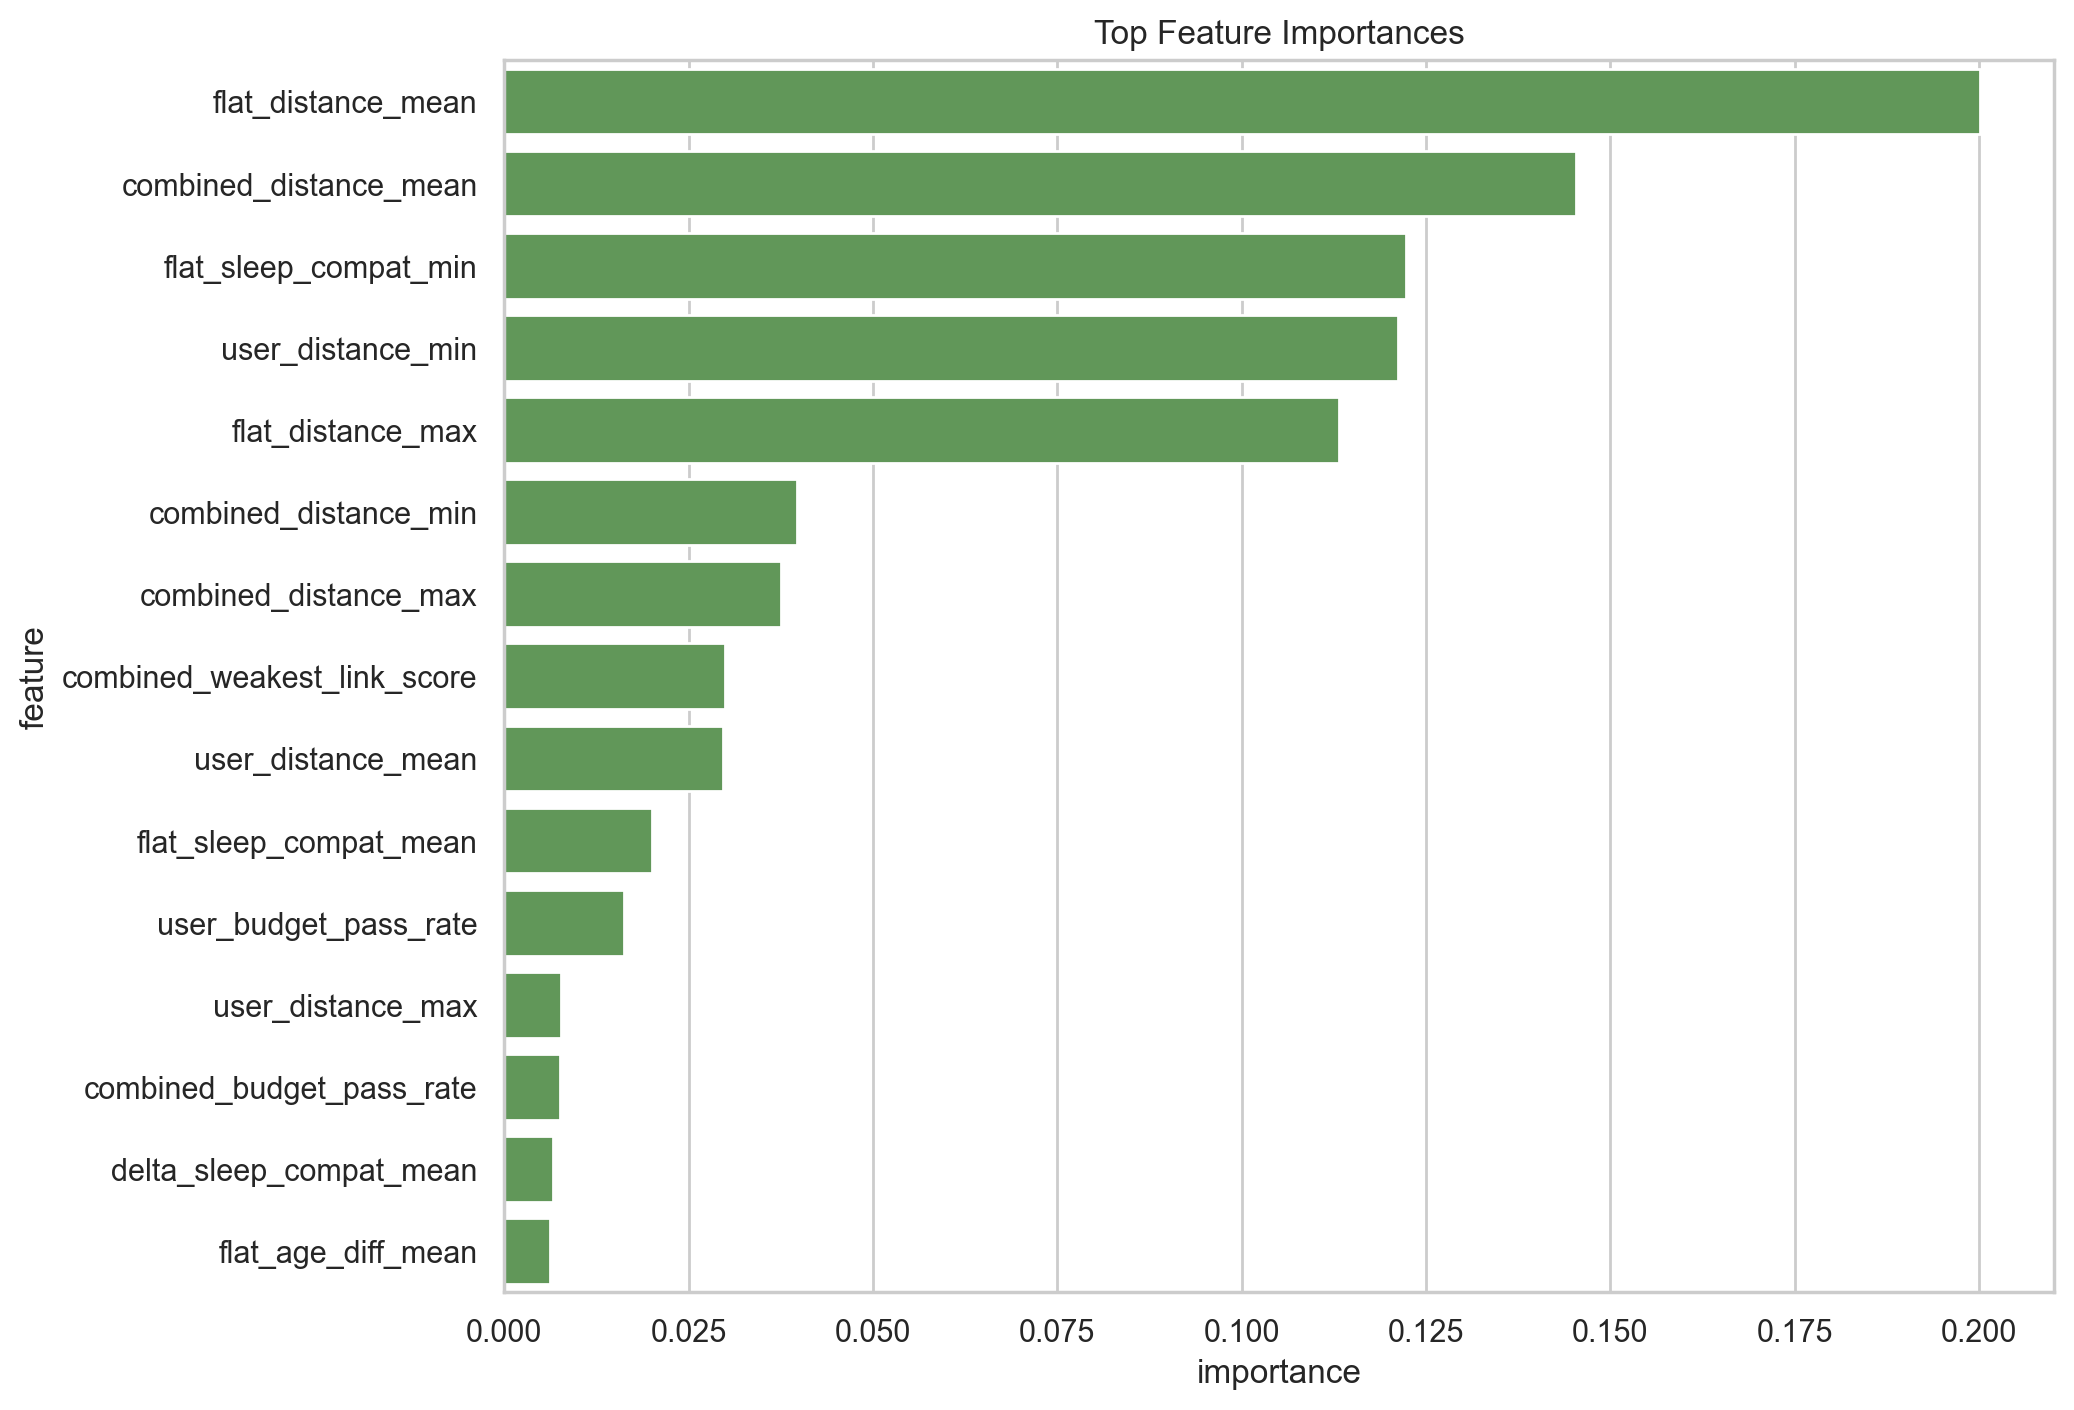 Top Feature Importances
flat_distance_mean
combined_distance_mean
flat_sleep_compat_min
user_distance_min
flat_distance_max
combined_distance_min
combined_distance_max
combined_weakest_link_score
user_distance_mean
flat_sleep_compat_mean
user_budget_pass_rate
user_distance_max
combined_budget_pass_rate
delta_sleep_compat_mean
flat_age_diff_mean
feature
0.000 0.025 0.050 0.075 0.100 0.125 0.150 0.175 0.200
importance